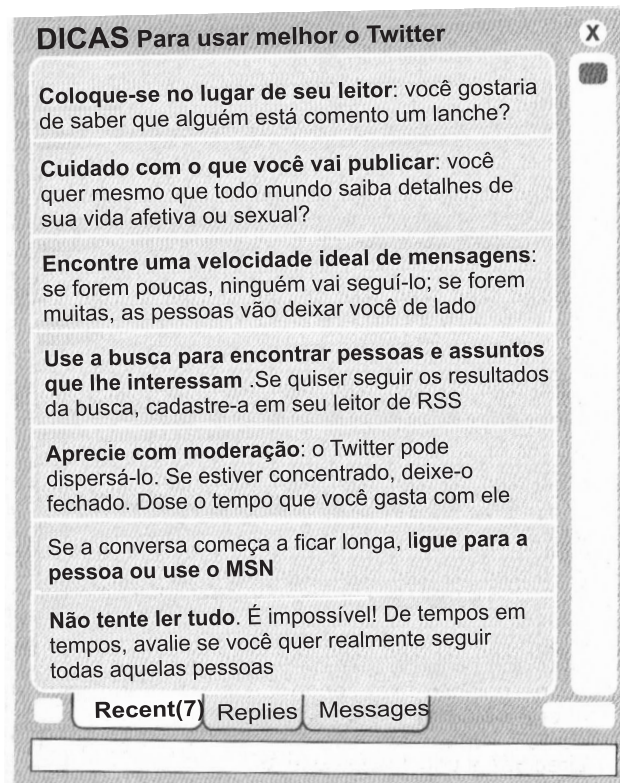 DICAS Para usar melhor o Twitter
X
Coloque-se no lugar de seu leitor: você gostaria
de saber que alguém está comento um lanche?
Cuidado com o que você vai publicar: você
quer mesmo que todo mundo saiba detalhes de
sua vida afetiva ou sexual?
Encontre uma velocidade ideal de mensagens:
se forem poucas, ninguém vai seguí-lo; se forem
muitas, as pessoas vão deixar você de lado
Use a busca para encontrar pessoas e assuntos
que lhe interessam .Se quiser seguir os resultados
da busca, cadastre-a em seu leitor de RSS
Aprecie com moderação: o Twitter pode
dispersá-lo. Se estiver concentrado, deixe-o
fechado. Dose o tempo que você gasta com ele
Se a conversa começa a ficar longa, ligue para a
pessoa ou use o MSN
Não tente ler tudo. É impossível! De tempos em
tempos, avalie se você quer realmente seguir
todas aquelas pessoas
Recent(7) Replies Messages